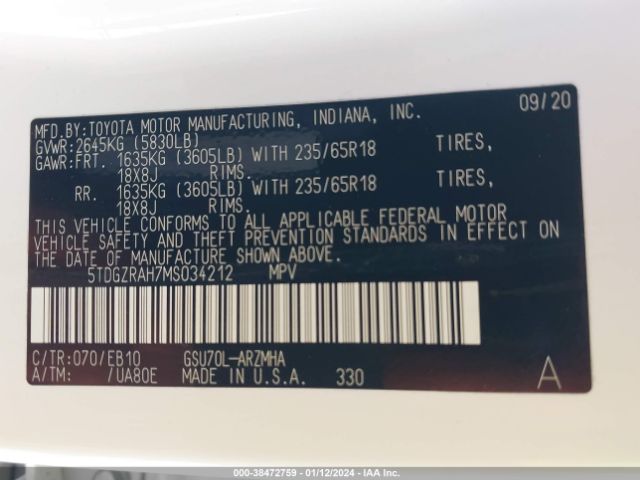 09/20
MFD.BY:TOYOTA MOTOR MANUFACTURING, INDIANA, INC.
GVWR:2645KG (5830LB)
GAWR:FRT. 1635KG (3605LB) WITH 235/65R18 TIRES,
18X8J RIMS.
RR. 1635KG (3605LB) WITH 235/65R18 TIRES,
18X8J RIMS.
THIS VEHICLE CONFORMS TO ALL APPLICABLE FEDERAL MOTOR
VEHICLE SAFETY AND THEFT PREVENTION STANDARDS IN EFFECT ON
THE DATE OF MANUFACTURE SHOWN ABOVE.
5TDGZRAH7MS034212 MPV
C/TR:070/EB10 GSU70L-ARZMHA
A/TM: /UA80E MADE IN U.S.A. 330 A
000-38472759 - 01/12/2024 - IAA Inc.